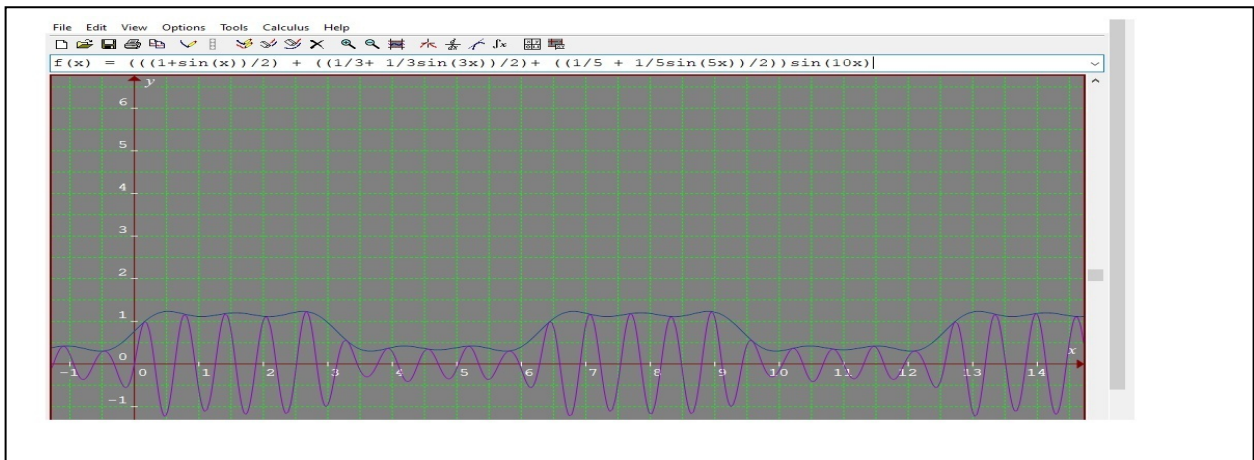 File Edit View Options Tools Calculus Help
f(x) = (((1+sin(x))/2) + ((1/3+ 1/3sin(3x))/2)+ ((1/5 + 1/5sin(5x))/2))sin(10x)
y
6
5
4
3
2
1
0
x
-1 0 1 2 3 4 5 6 7 8 9 10 11 12 13 14
-1